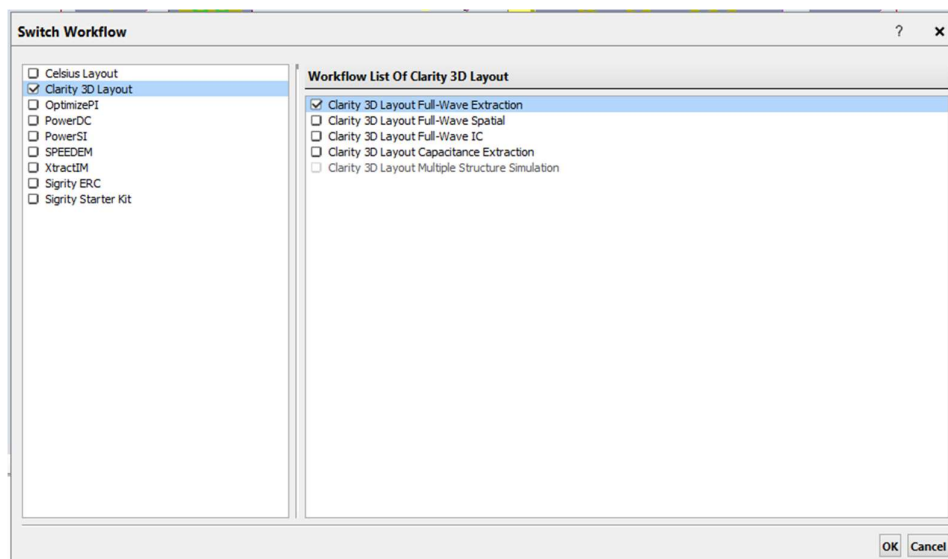 Switch Workflow
?
Celsius Layout
Clarity 3D Layout
OptimizePI
PowerDC
PowerSI
SPEEDEM
XtractIM
Sigrity ERC
Sigrity Starter Kit
Workflow List Of Clarity 3D Layout
Clarity 3D Layout Full-Wave Extraction
Clarity 3D Layout Full-Wave Spatial
Clarity 3D Layout Full-Wave IC
Clarity 3D Layout Capacitance Extraction
Clarity 3D Layout Multiple Structure Simulation
OK
Cancel